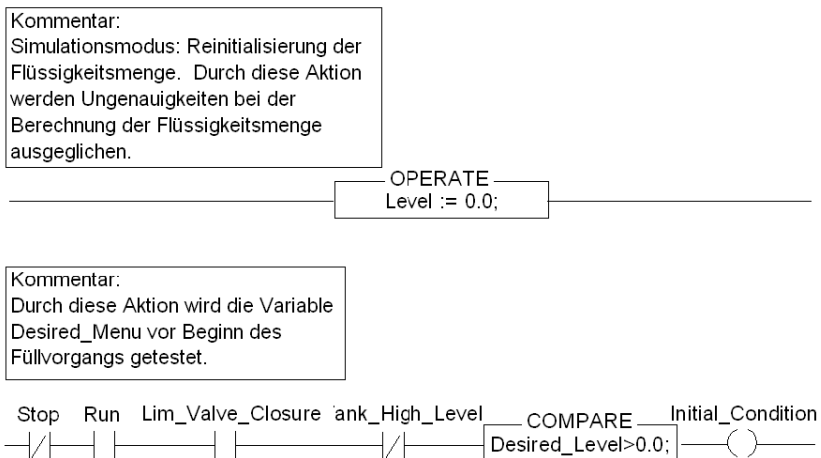 Kommentar:
Simulationsmodus: Reinitialisierung der
Flüssigkeitsmenge. Durch diese Aktion
werden Ungenauigkeiten bei der
Berechnung der Flüssigkeitsmenge
ausgeglichen.
OPERATE
Level := 0.0;
Kommentar:
Durch diese Aktion wird die Variable
Desired_Menu vor Beginn des
Füllvorgangs getestet.
Stop Run Lim_Valve_Closure ank_High_Level COMPARE Initial_Condition
Desired_Level>0.0;